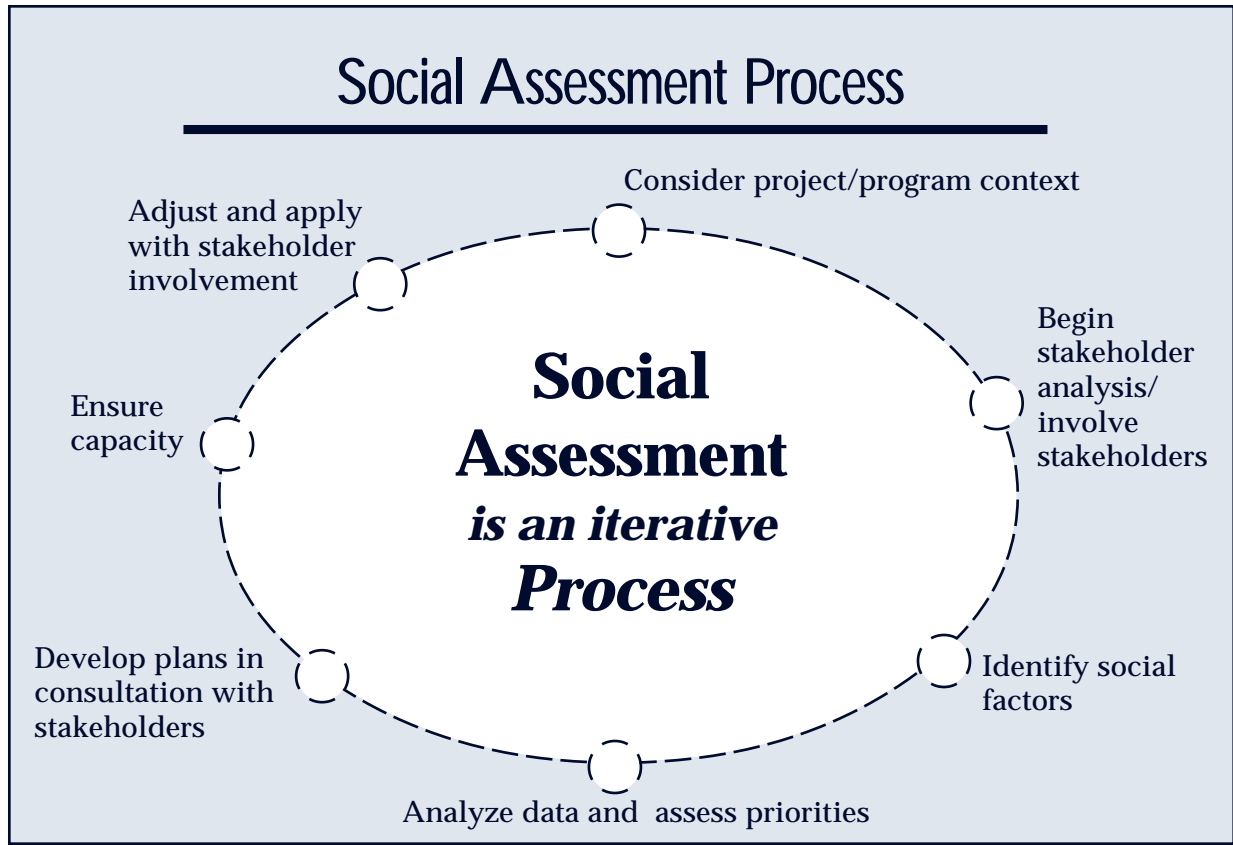 Social Assessment Process
Consider project/program context
Adjust and apply
with stakeholder
involvement
Begin
stakeholder
analysis/
involve
stakeholders
Social
Assessment
is an iterative
Process
Ensure
capacity
Develop plans in
consultation with
stakeholders
Identify social
factors
Analyze data and  assess priorities